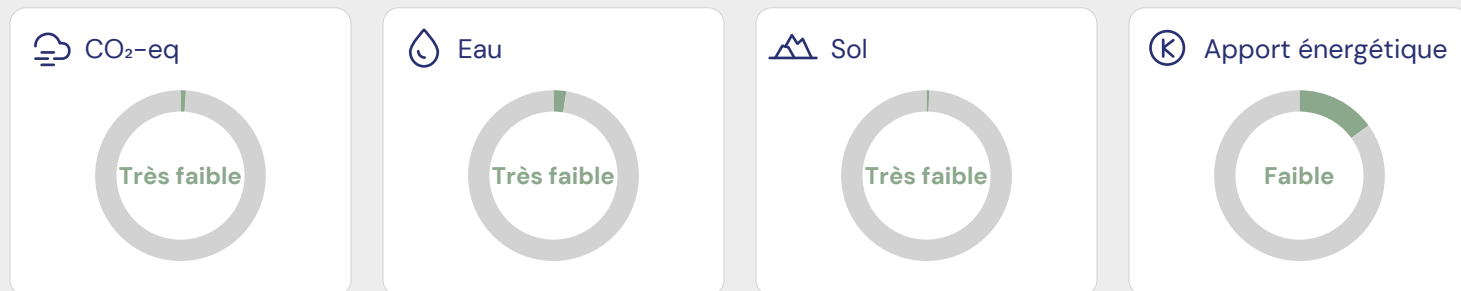 CO₂-eq
Très faible
Eau
Très faible
Sol
Très faible
Apport énergétique
Faible